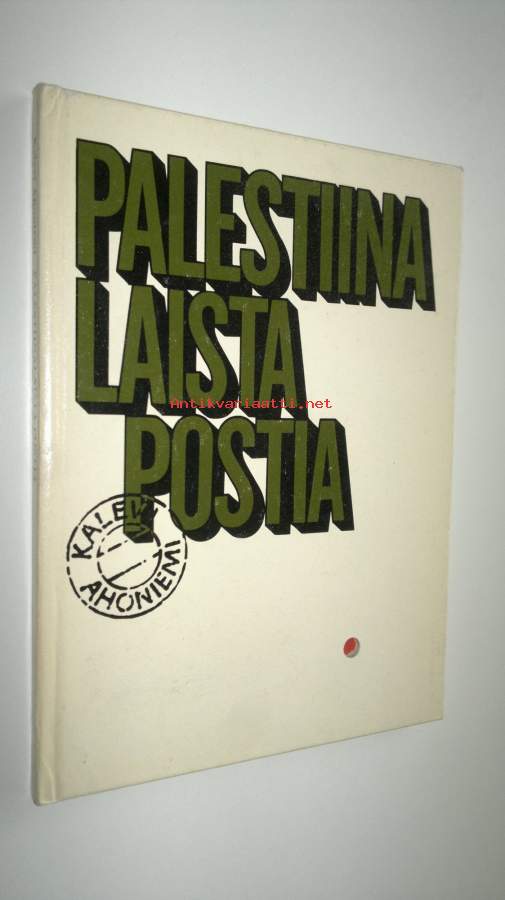 PALESTIINA
LAISTA
Antikvariaatti.net
POSTIA
KALEVI
AHONIEMI